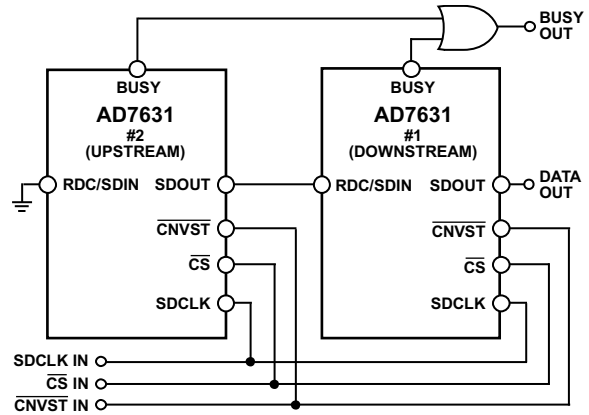 BUSY
OUT
BUSY
AD7631
#2
(UPSTREAM)
RDC/SDIN
SDOUT
CNVST
CS
SDCLK
BUSY
AD7631
#1
(DOWNSTREAM)
RDC/SDIN
SDOUT
DATA
OUT
CNVST
CS
SDCLK
SDCLK IN
CS IN
CNVST IN